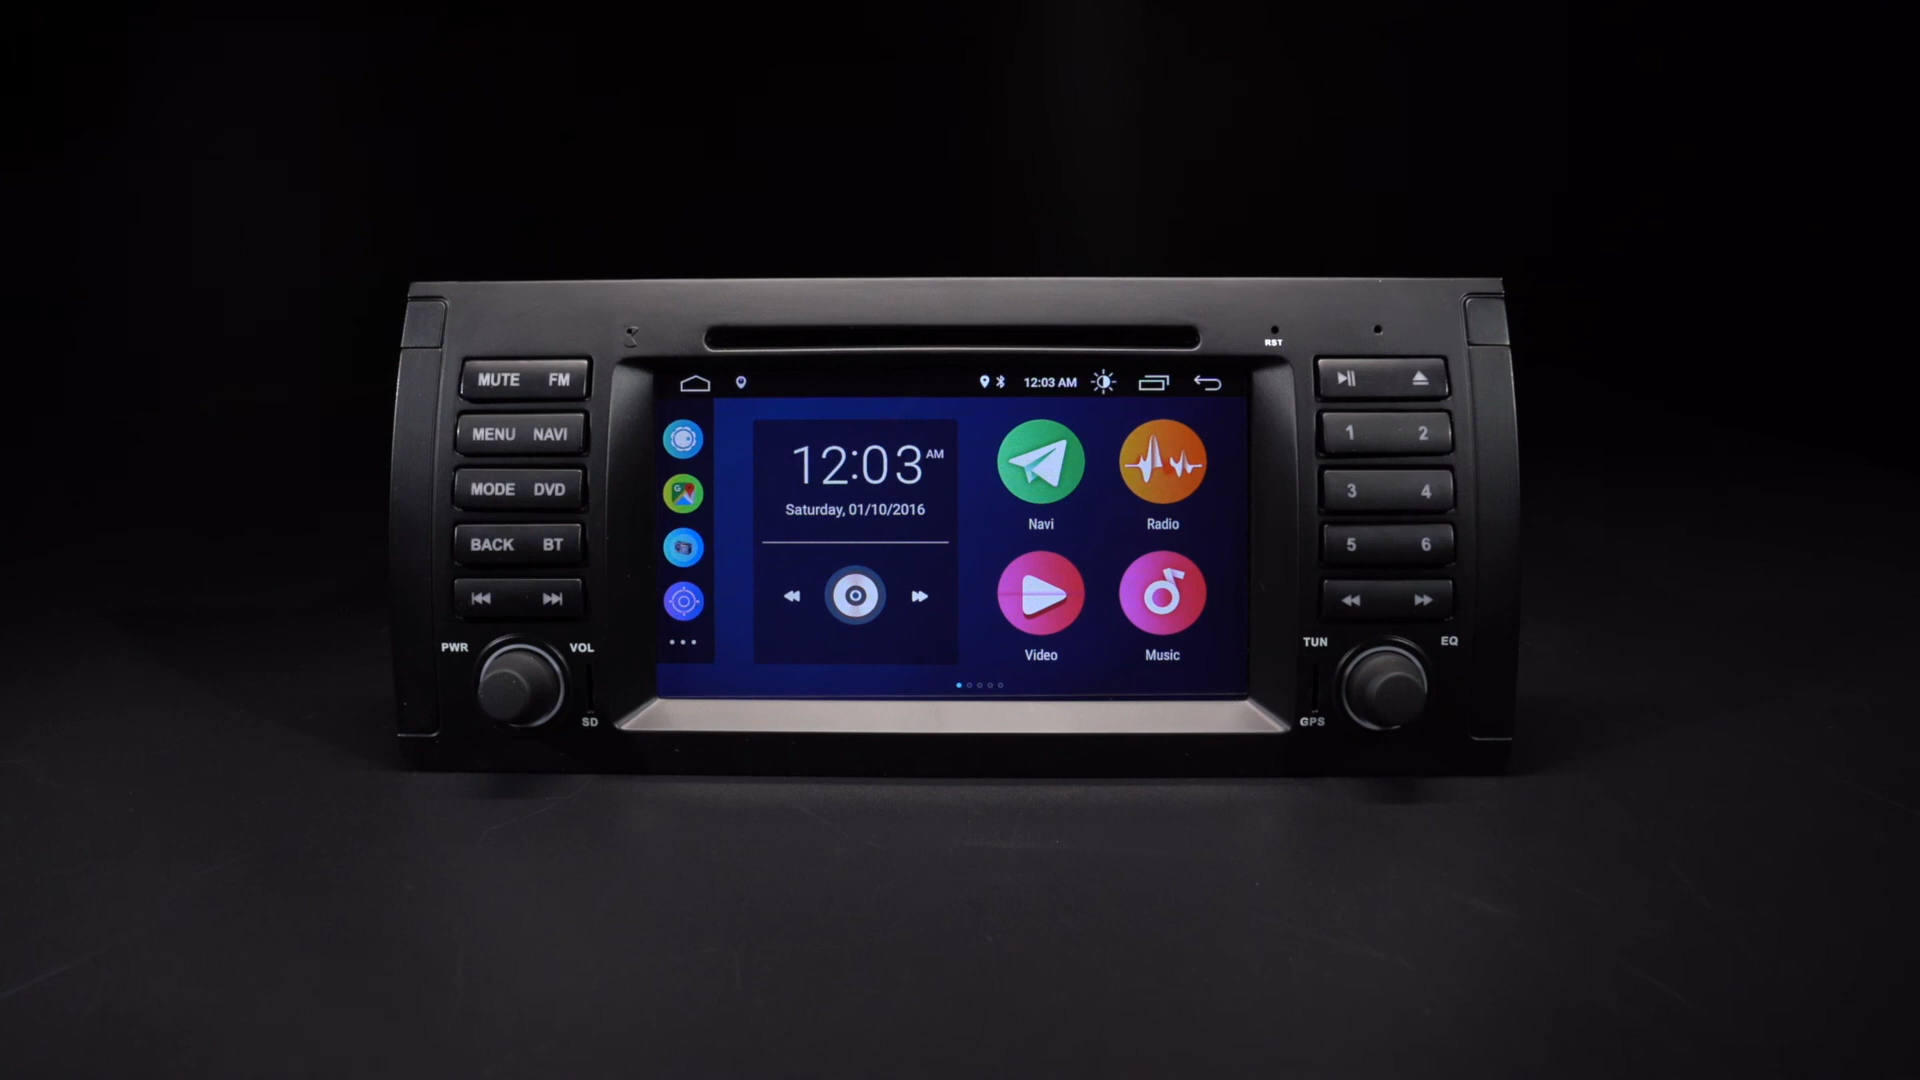 RST
MUTE FM
MENU NAVI
MODE DVD
BACK BT
PWR VOL
SD
12:03 AM
12:03 AM
Saturday, 01/10/2016
Navi
Radio
Video
Music
1 2
3 4
5 6
TUN EQ
GPS